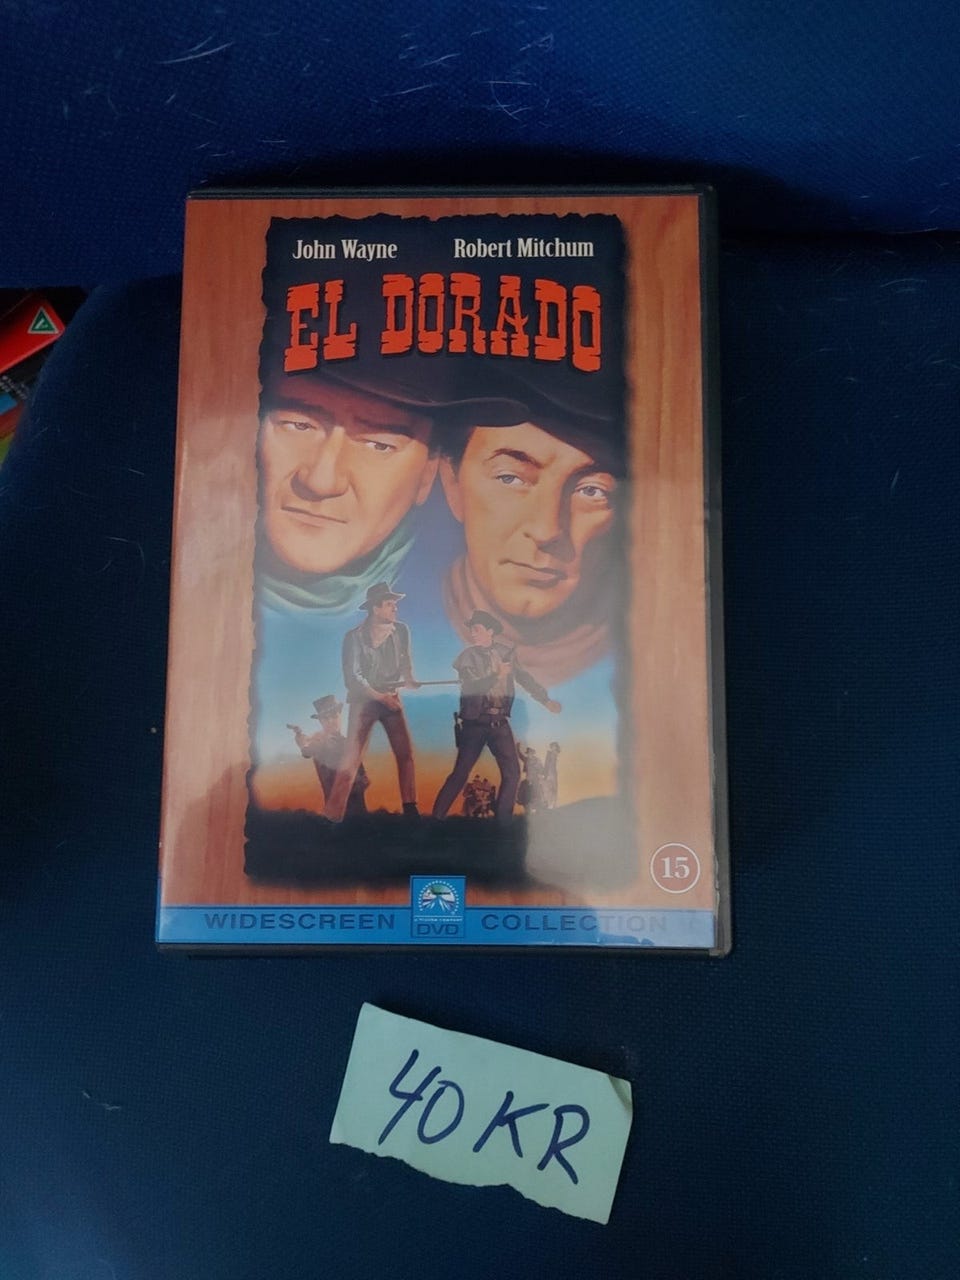 John Wayne Robert Mitchum
EL DORADO
15
WIDESCREEN DVD COLLECTION
40 KR